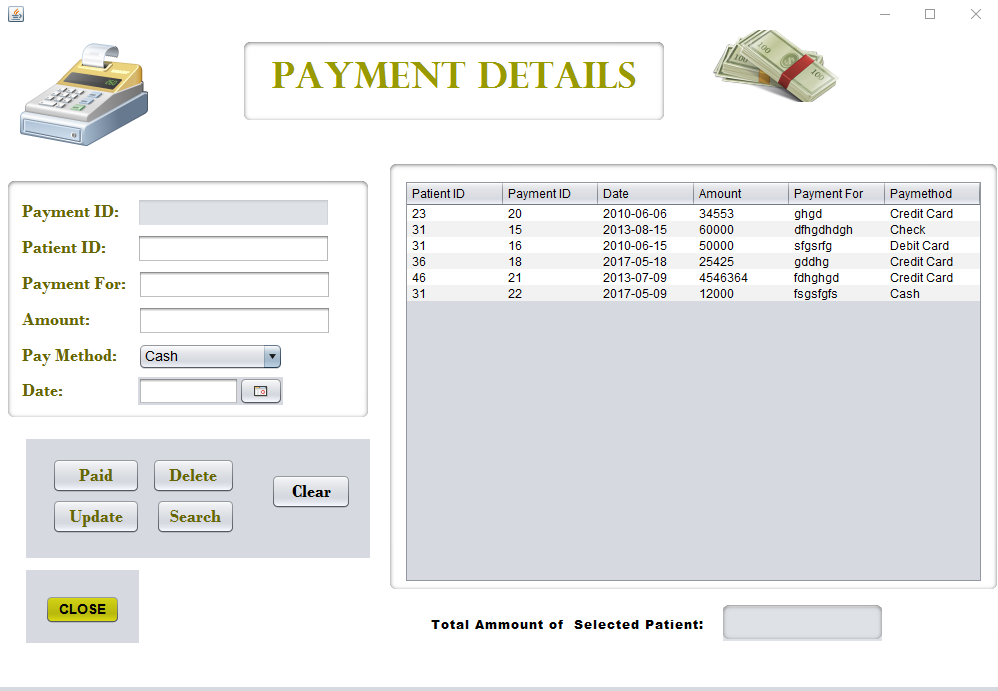 PAYMENT DETAILS
Payment ID:
Patient ID:
Payment For:
Amount:
Pay Method: Cash
Date:
Paid Delete
Clear
Update Search
CLOSE
Patient ID Payment ID Date Amount Payment For Paymethod
23 20 2010-06-06 34553 ghgd Credit Card
31 15 2013-08-15 60000 dfhgdhdgh Check
31 16 2010-06-15 50000 sfgsrfg Debit Card
36 18 2017-05-18 25425 gddhg Credit Card
46 21 2013-07-09 4546364 fdhghgd Credit Card
31 22 2017-05-09 12000 fsgsfgfs Cash
Total Ammount of Selected Patient:
100
100
100